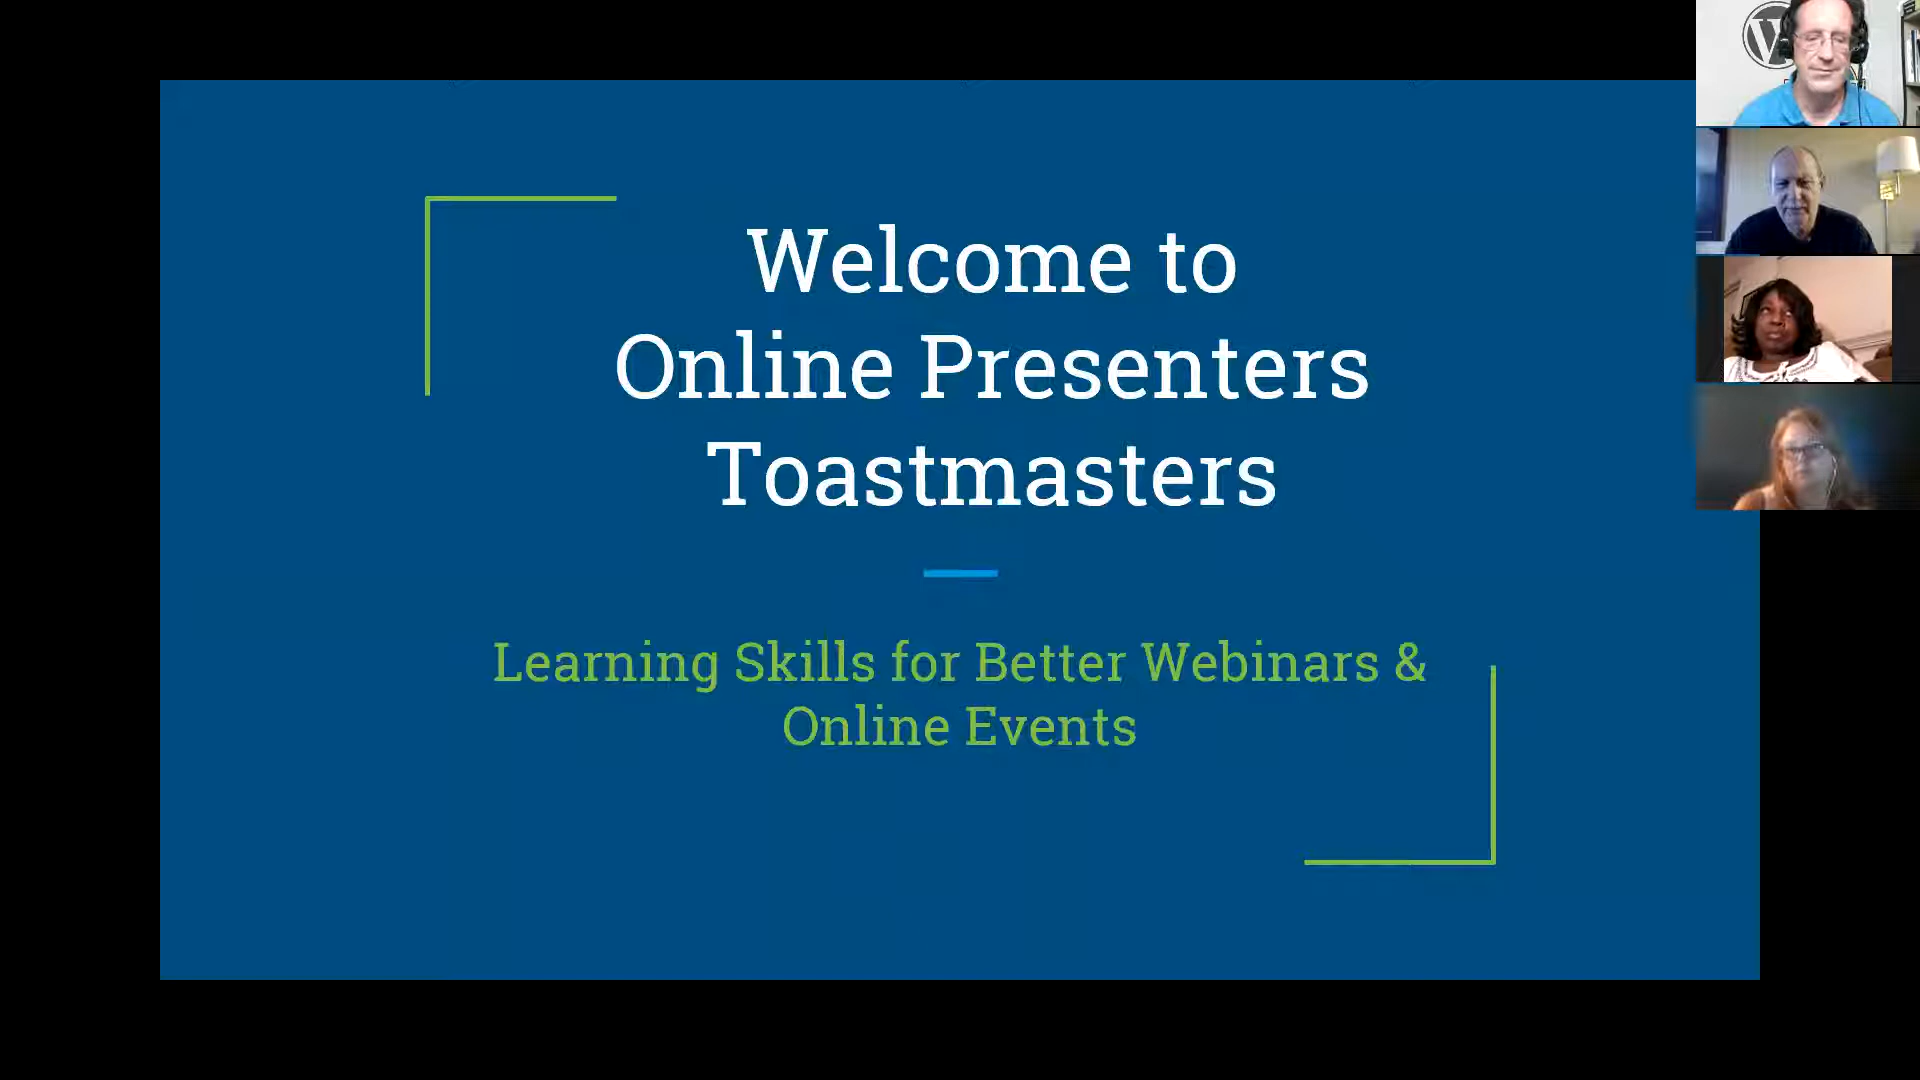 Welcome to
Online Presenters
Toastmasters
Learning Skills for Better Webinars &
Online Events